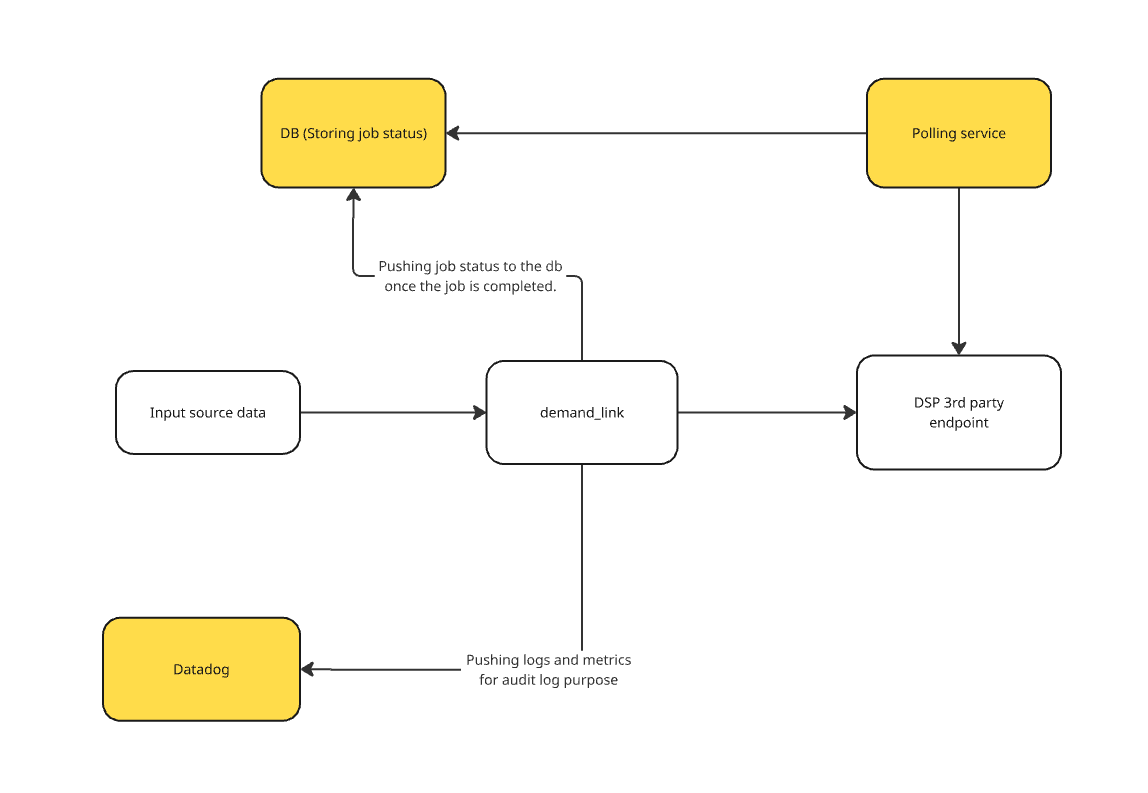 DB (Storing job status)
Polling service
Pushing job status to the db
once the job is completed.
Input source data
demand_link
DSP 3rd party
endpoint
Datadog
Pushing logs and metrics
for audit log purpose